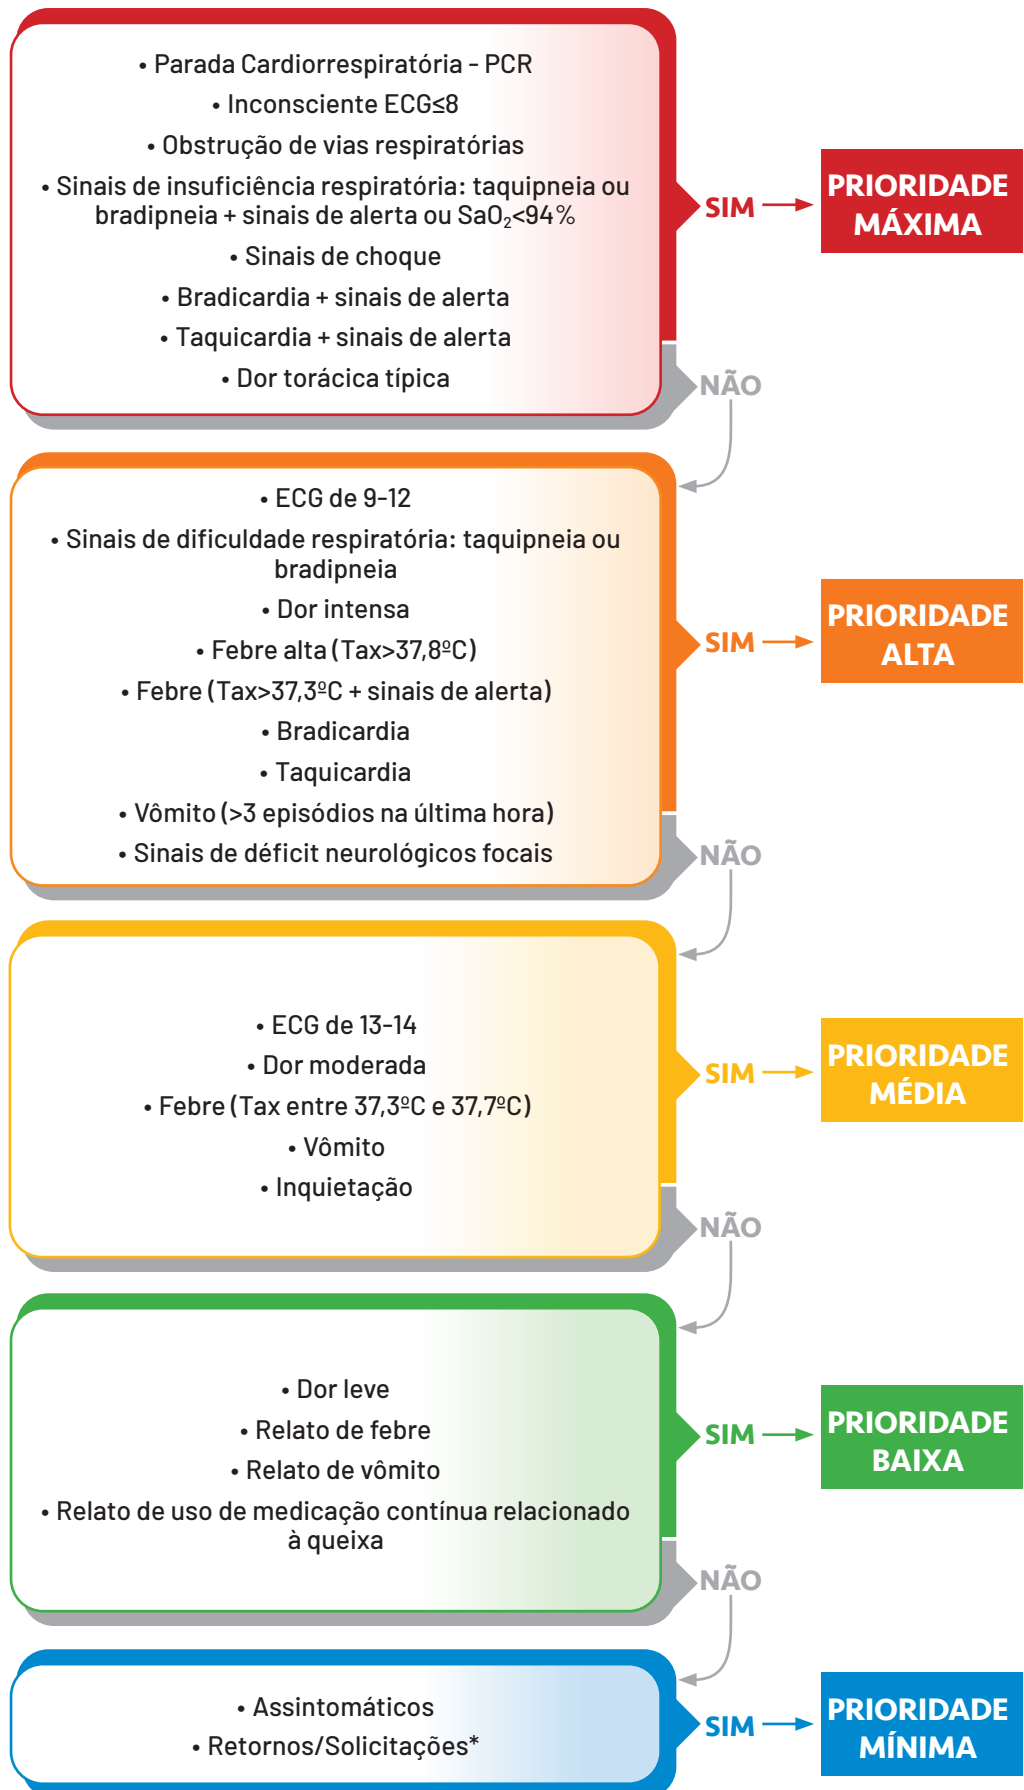 • Parada Cardiorrespiratória - PCR
• Inconsciente ECG≤8
• Obstrução de vias respiratórias
• Sinais de insuficiência respiratória: taquipneia ou
bradipneia + sinais de alerta ou SaO₂<94%
• Sinais de choque
• Bradicardia + sinais de alerta
• Taquicardia + sinais de alerta
• Dor torácica típica
SIM
PRIORIDADE
MÁXIMA
NÃO
• ECG de 9-12
• Sinais de dificuldade respiratória: taquipneia ou
bradipneia
• Dor intensa
• Febre alta (Tax>37,8ºC)
• Febre (Tax>37,3ºC + sinais de alerta)
• Bradicardia
• Taquicardia
• Vômito (>3 episódios na última hora)
• Sinais de déficit neurológicos focais
SIM
PRIORIDADE
ALTA
NÃO
• ECG de 13-14
• Dor moderada
• Febre (Tax entre 37,3ºC e 37,7ºC)
• Vômito
• Inquietação
SIM
PRIORIDADE
MÉDIA
NÃO
• Dor leve
• Relato de febre
• Relato de vômito
• Relato de uso de medicação contínua relacionado
à queixa
SIM
PRIORIDADE
BAIXA
NÃO
• Assintomáticos
• Retornos/Solicitações*
SIM
PRIORIDADE
MÍNIMA